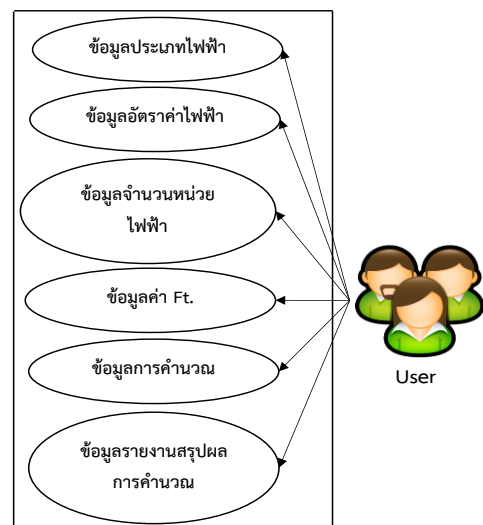 ข้อมูลประเภทไฟฟ้า
ข้อมูลอัตราค่าไฟฟ้า
ข้อมูลจำนวนหน่วย
ไฟฟ้า
ข้อมูลค่า Ft.
ข้อมูลการคำนวณ
ข้อมูลรายงานสรุปผล
การคำนวณ
User